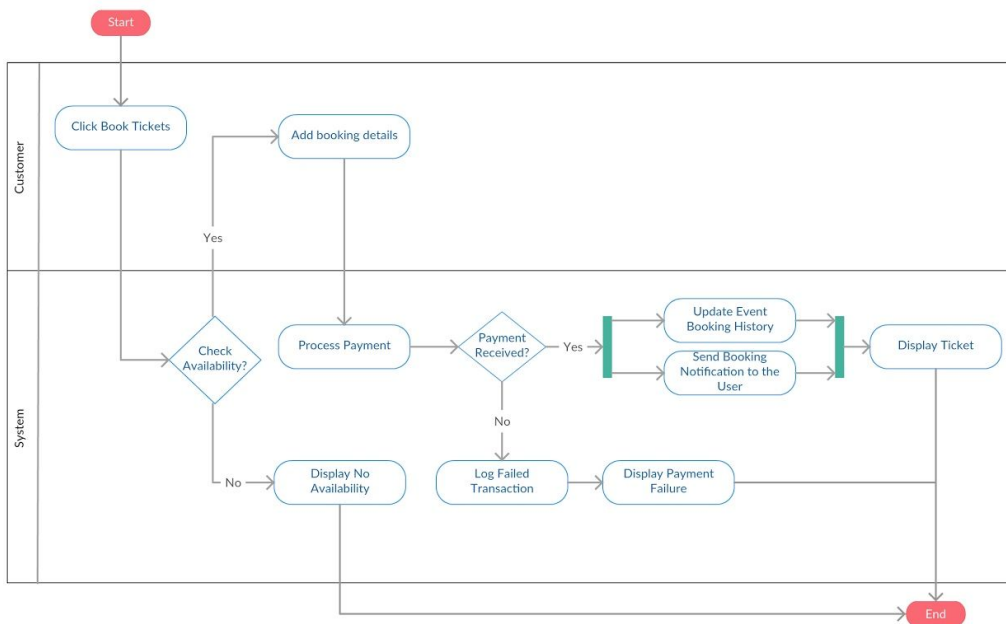 Start
Customer
Click Book Tickets
Add booking details
Yes
System
Check
Availability?
Process Payment
Payment
Received?
Yes
Update Event
Booking History
Send Booking
Notification to the
User
Display Ticket
No
No
Display No
Availability
Log Failed
Transaction
Display Payment
Failure
End